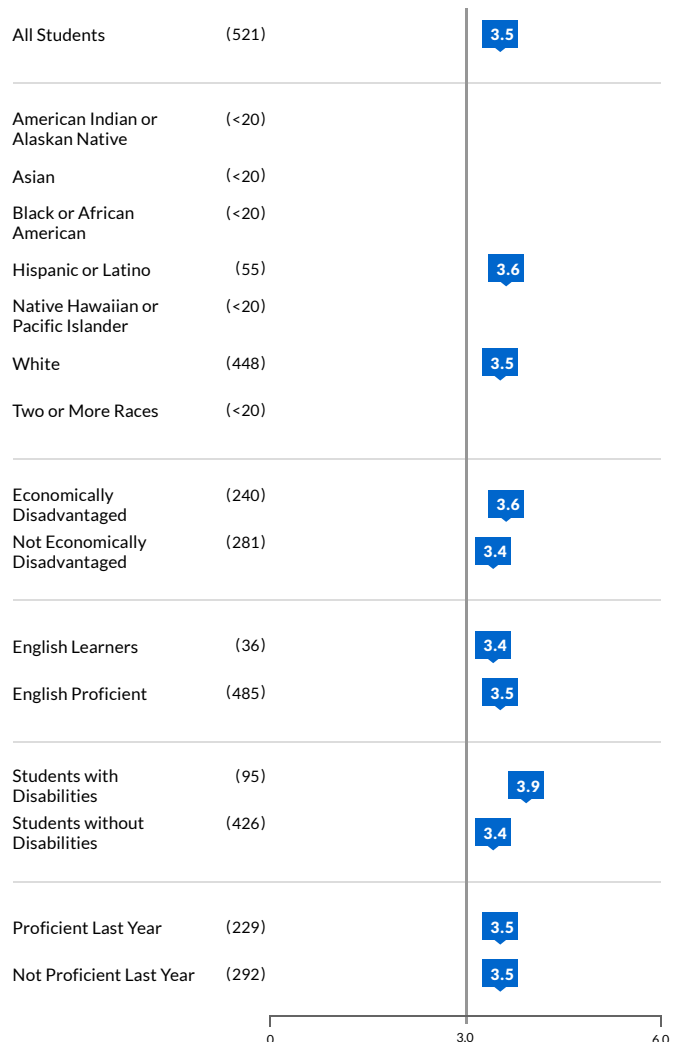 All Students (521) 3.5
American Indian or (<20)
Alaskan Native
Asian (<20)
Black or African (<20)
American
Hispanic or Latino (55) 3.6
Native Hawaiian or (<20)
Pacific Islander
White (448) 3.5
Two or More Races (<20)
Economically (240) 3.6
Disadvantaged
Not Economically (281) 3.4
Disadvantaged
English Learners (36) 3.4
English Proficient (485) 3.5
Students with (95) 3.9
Disabilities
Students without (426) 3.4
Disabilities
Proficient Last Year (229) 3.5
Not Proficient Last Year (292) 3.5
0 3.0 6.0